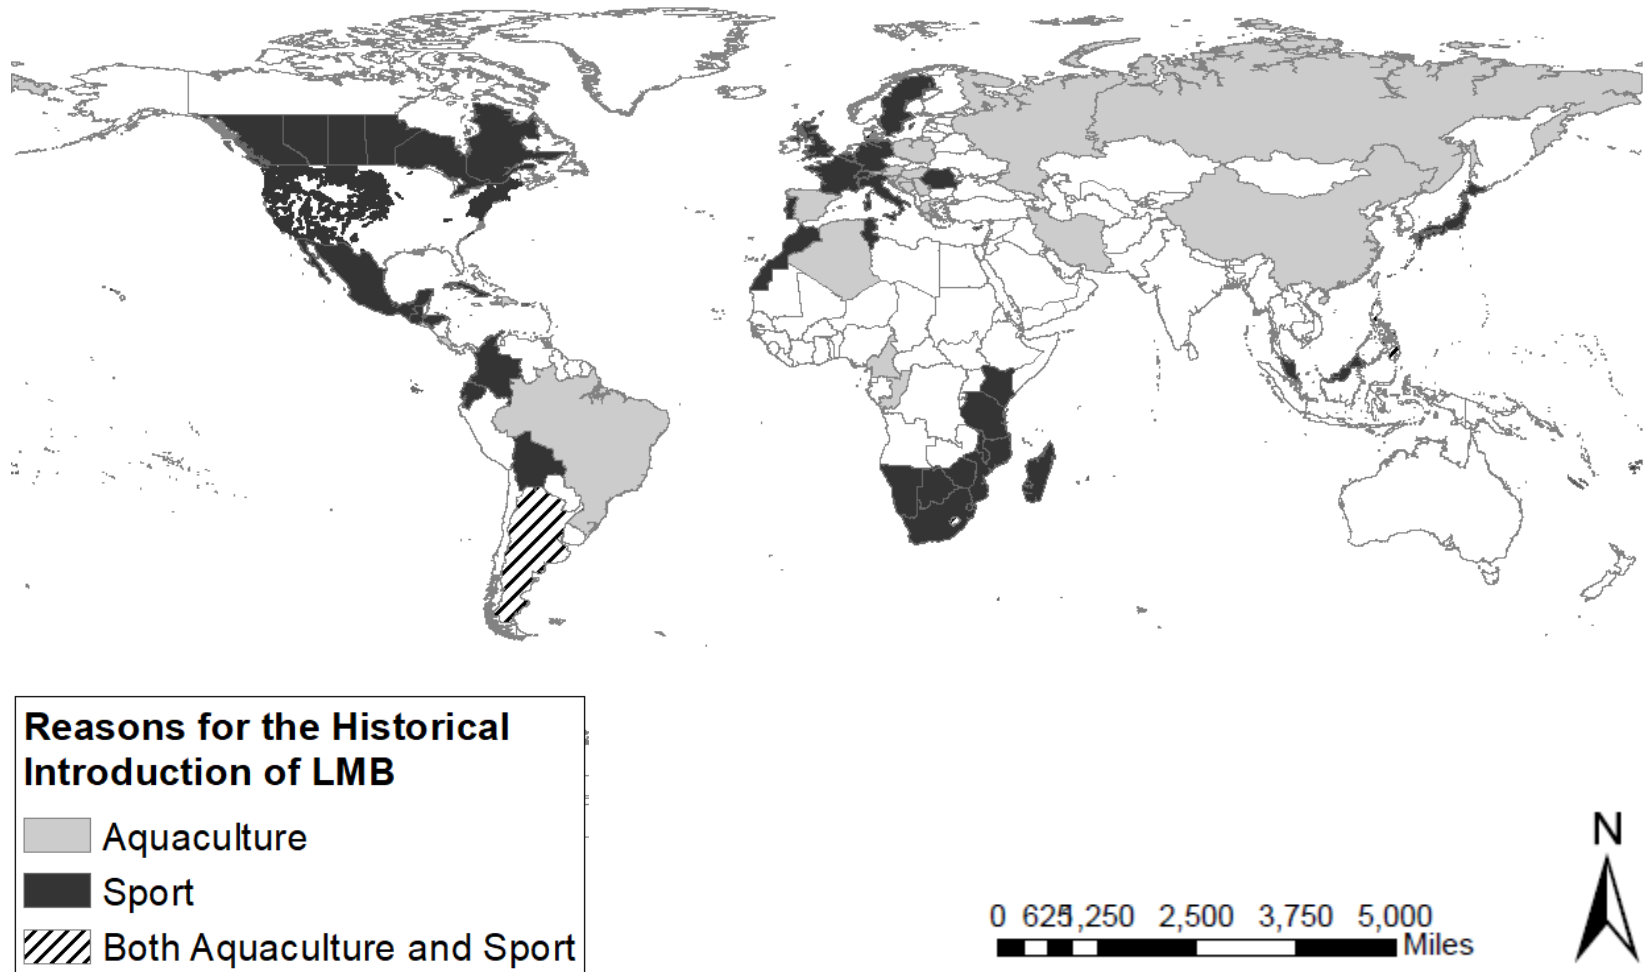 Reasons for the Historical
Introduction of LMB
Aquaculture
Sport
Both Aquaculture and Sport
0 625 1,250 2,500 3,750 5,000
Miles
N